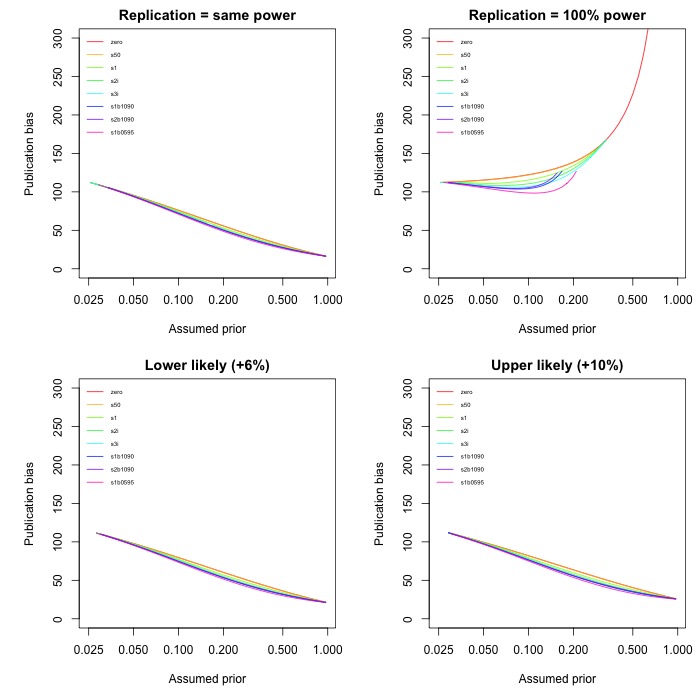 Replication = same power
Publication bias
300
250
200
150
100
50
0
zero
s50
s1
s2i
s3i
s1b1090
s2b1090
s1b0595
0.025 0.050 0.100 0.200 0.500 1.000
Assumed prior
Replication = 100% power
Publication bias
300
250
200
150
100
50
0
zero
s50
s1
s2i
s3i
s1b1090
s2b1090
s1b0595
0.025 0.050 0.100 0.200 0.500 1.000
Assumed prior
Lower likely (+6%)
Publication bias
300
250
200
150
100
50
0
zero
s50
s1
s2i
s3i
s1b1090
s2b1090
s1b0595
0.025 0.050 0.100 0.200 0.500 1.000
Assumed prior
Upper likely (+10%)
Publication bias
300
250
200
150
100
50
0
zero
s50
s1
s2i
s3i
s1b1090
s2b1090
s1b0595
0.025 0.050 0.100 0.200 0.500 1.000
Assumed prior